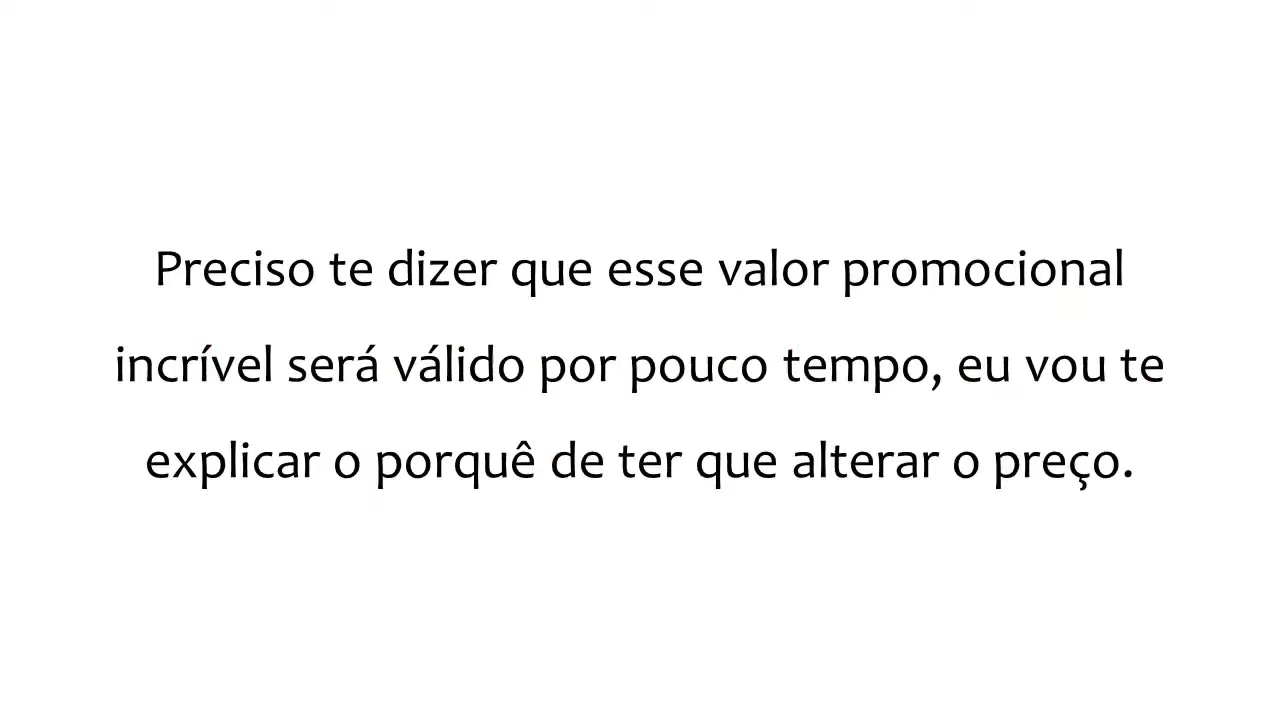 Preciso te dizer que esse valor promocional
incrível será válido por pouco tempo, eu vou te
explicar o porquê de ter que alterar o preço.